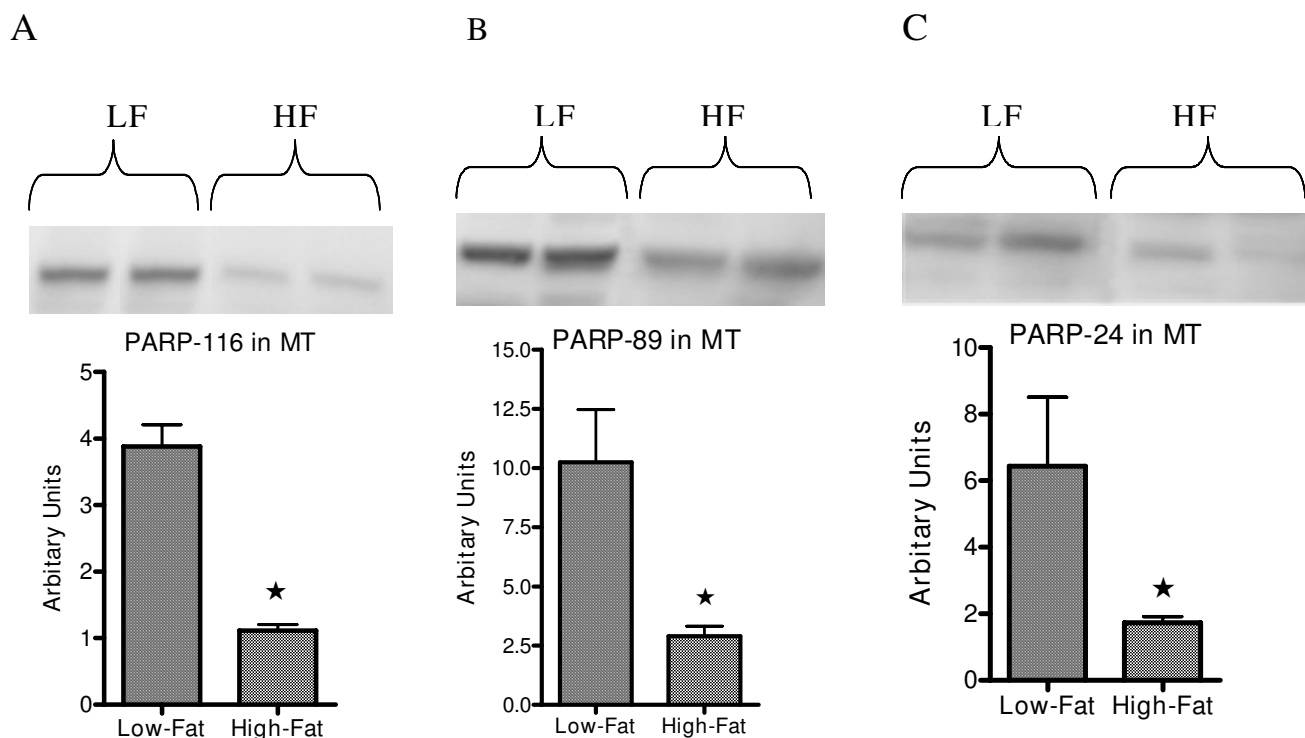 A
LF HF
PARP-116 in MT
Arbitary Units
5
4
3
2
1
0
Low-Fat High-Fat
★
B
LF HF
PARP-89 in MT
Arbitary Units
15.0
12.5
10.0
7.5
5.0
2.5
0.0
Low-Fat High-Fat
★
C
LF HF
PARP-24 in MT
Arbitary Units
10
8
6
4
2
0
Low-Fat High-Fat
★